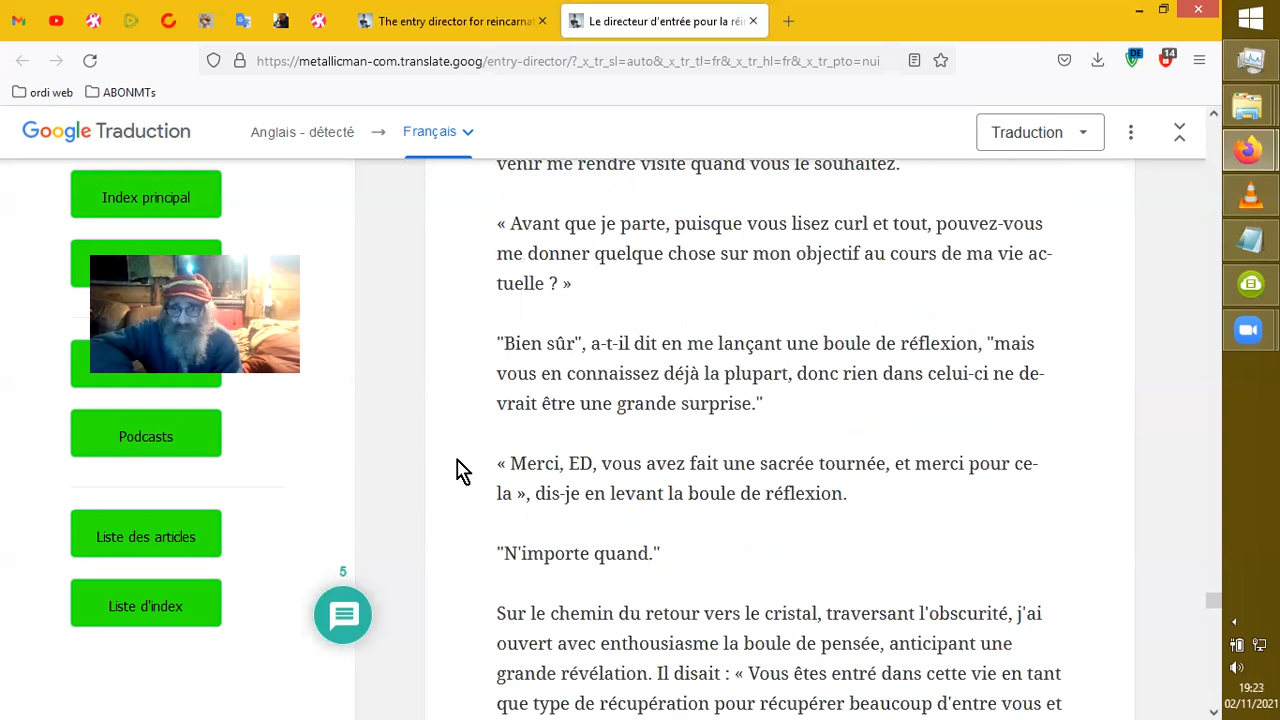 The entry director for reincarnat
Le directeur d'entrée pour la réin
https://metallicman-com.translate.goog/entry-director/?_x_tr_sl=auto&_x_tr_tl=fr&_x_tr_hl=fr&_x_tr_pto=nui
DE
14
ordi web
ABONMTs
Google Traduction
Anglais - détecté
Français
Traduction
Index principal
Podcasts
Liste des articles
Liste d'index
5
venir me rendre visite quand vous le souhaitez.
« Avant que je parte, puisque vous lisez curl et tout, pouvez-vous
me donner quelque chose sur mon objectif au cours de ma vie ac-
tuelle ? »
"Bien sûr", a-t-il dit en me lançant une boule de réflexion, "mais
vous en connaissez déjà la plupart, donc rien dans celui-ci ne de-
vrait être une grande surprise."
« Merci, ED, vous avez fait une sacrée tournée, et merci pour ce-
la », dis-je en levant la boule de réflexion.
"N'importe quand."
Sur le chemin du retour vers le cristal, traversant l'obscurité, j'ai
ouvert avec enthousiasme la boule de pensée, anticipant une
grande révélation. Il disait : « Vous êtes entré dans cette vie en tant
que type de récupération pour récupérer beaucoup d'entre vous et
19:23
02/11/2021